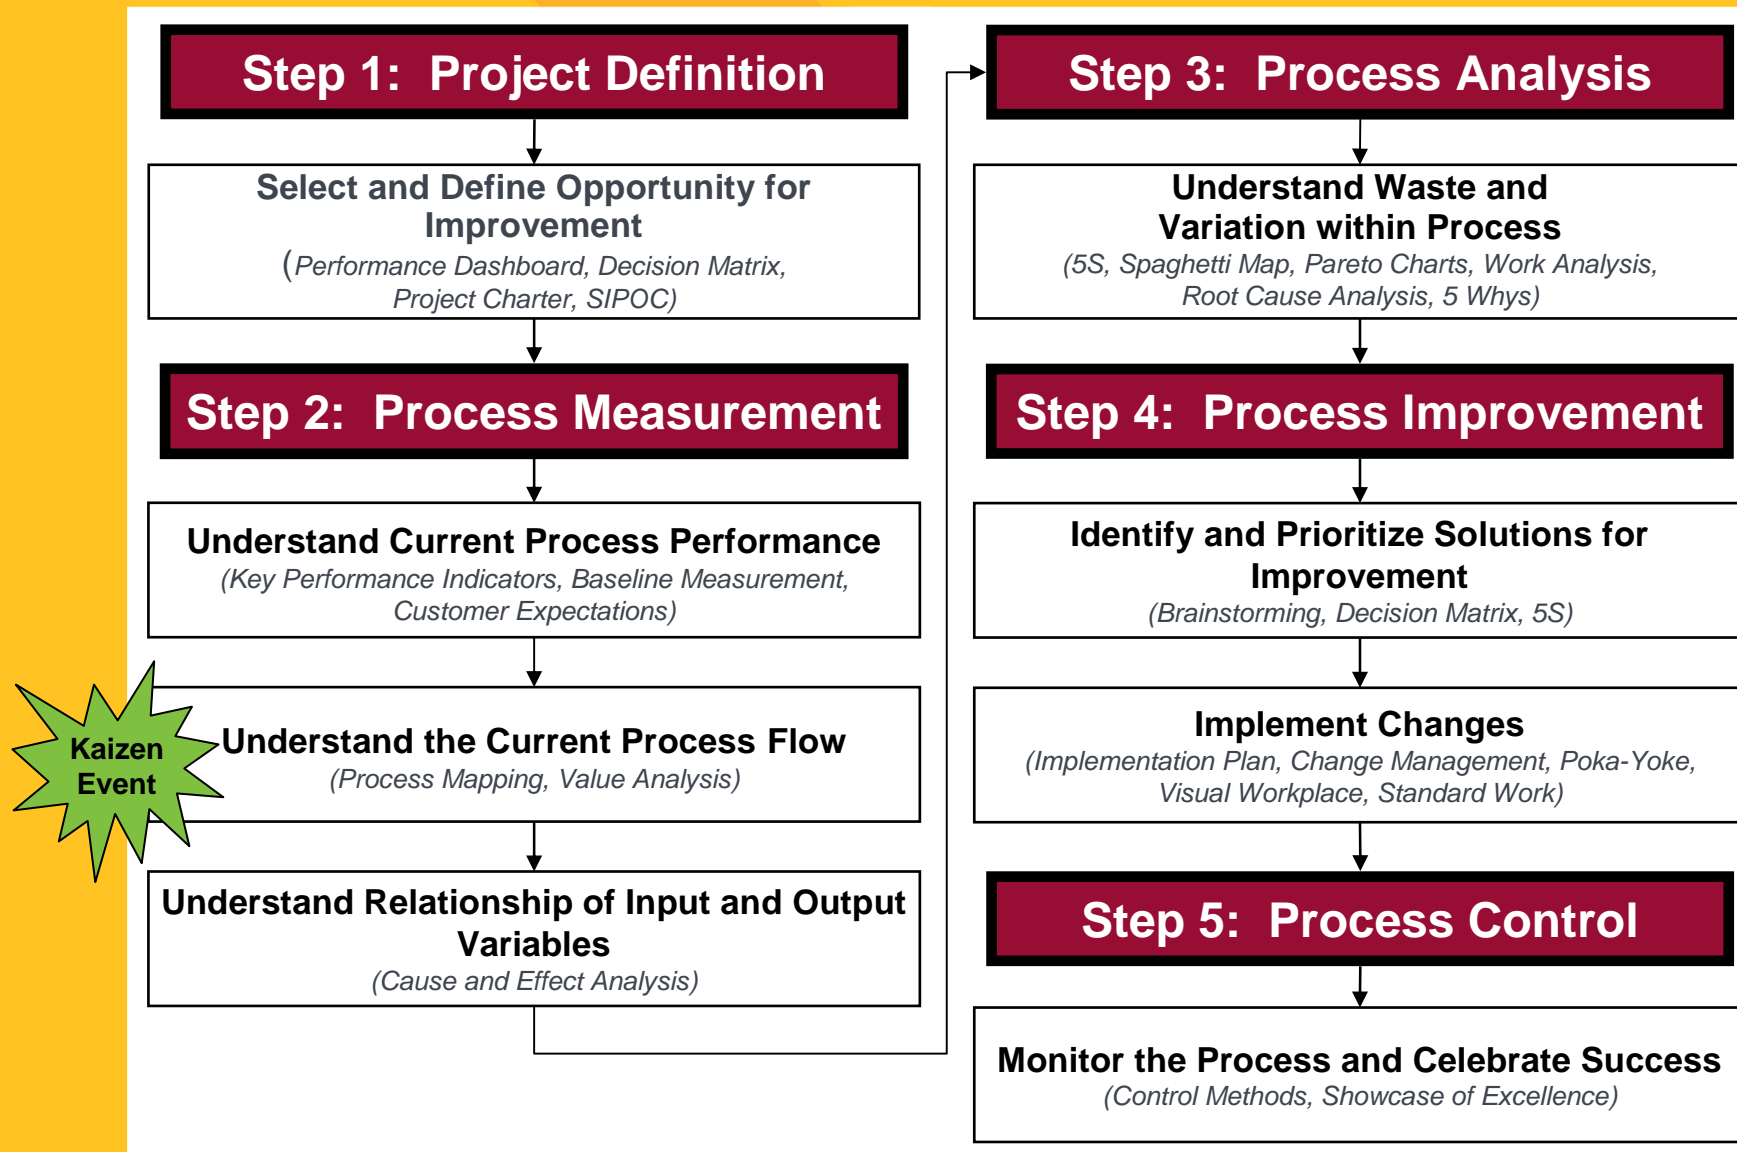 Step 1: Project Definition
Select and Define Opportunity for
Improvement
(Performance Dashboard, Decision Matrix,
Project Charter, SIPOC)
Step 2: Process Measurement
Understand Current Process Performance
(Key Performance Indicators, Baseline Measurement,
Customer Expectations)
Kaizen
Event
Understand the Current Process Flow
(Process Mapping, Value Analysis)
Understand Relationship of Input and Output
Variables
(Cause and Effect Analysis)
Step 3: Process Analysis
Understand Waste and
Variation within Process
(5S, Spaghetti Map, Pareto Charts, Work Analysis,
Root Cause Analysis, 5 Whys)
Step 4: Process Improvement
Identify and Prioritize Solutions for
Improvement
(Brainstorming, Decision Matrix, 5S)
Implement Changes
(Implementation Plan, Change Management, Poka-Yoke,
Visual Workplace, Standard Work)
Step 5: Process Control
Monitor the Process and Celebrate Success
(Control Methods, Showcase of Excellence)